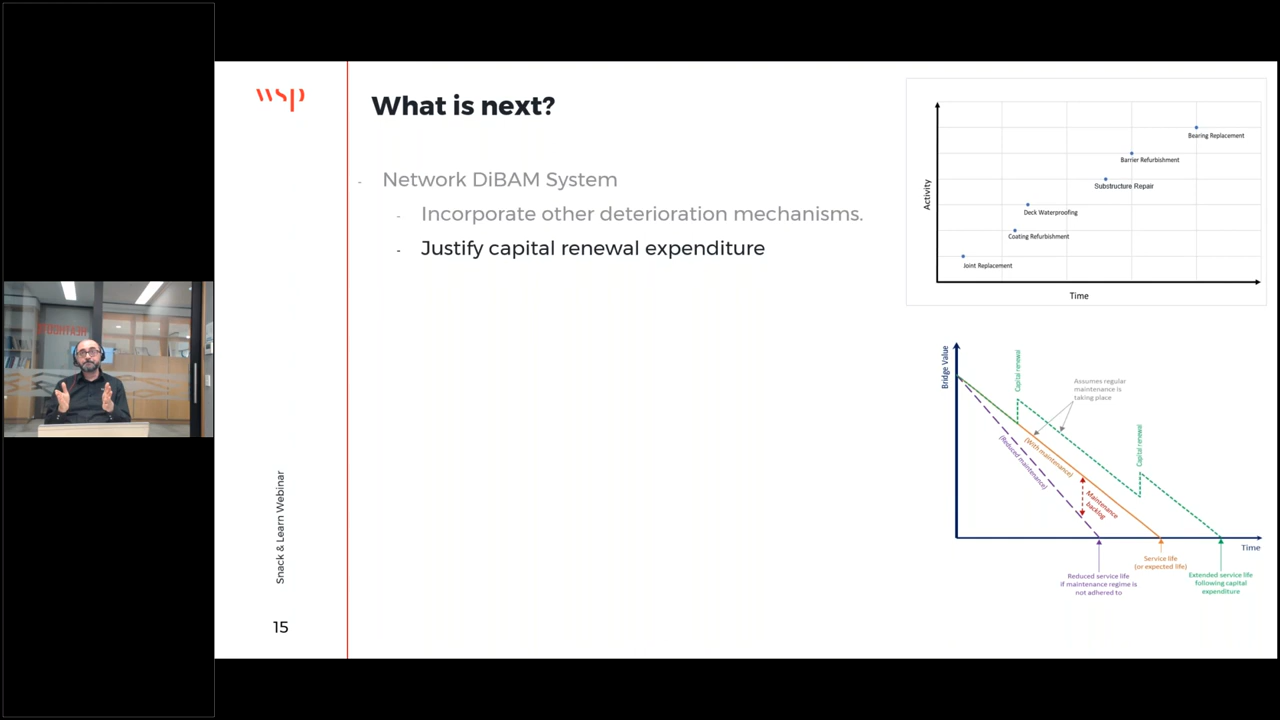 wsp
What is next?
- Network DiBAM System
- Incorporate other deterioration mechanisms.
- Justify capital renewal expenditure
Snack & Learn Webinar
15
Activity
Bearing Replacement
Barrier Refurbishment
Substructure Repair
Deck Waterproofing
Coating Refurbishment
Joint Replacement
Time
Bridge Value
Capital renewal
Assumes regular
maintenance is
taking place
Capital renewal
(With maintenance)
(Reduced maintenance)
Maintenance
backlog
Time
Service life
(or expected life)
Reduced service life
if maintenance regime is
not adhered to
Extended service life
following capital
expenditure